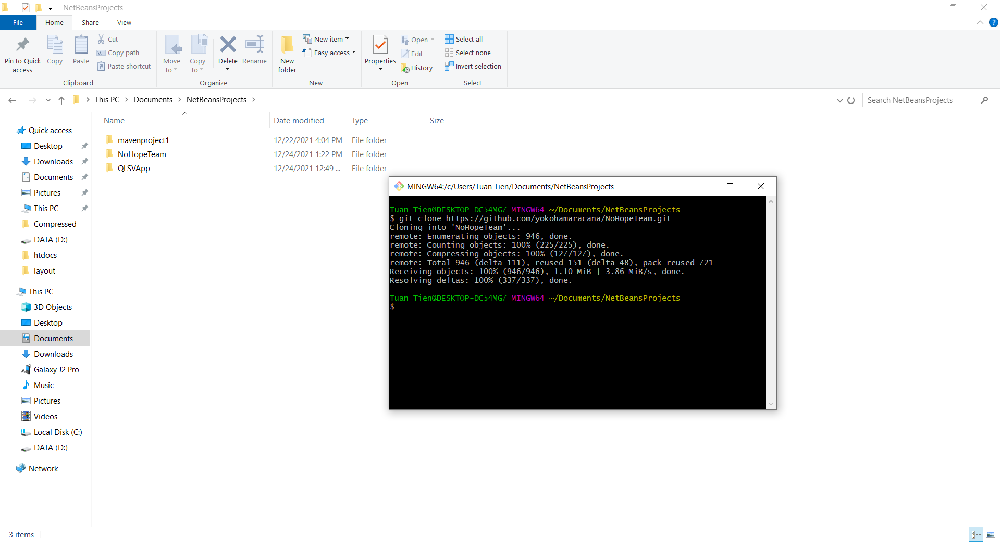 NetBeansProjects
File Home Share View
Pin to Quick access
Copy
Paste
Cut
Copy path
Paste shortcut
Clipboard
Move to
Copy to
Delete
Rename
Organize
New folder
New item
Easy access
New
Properties
Open
Edit
History
Open
Select all
Select none
Invert selection
Select
This PC > Documents > NetBeansProjects >
Search NetBeansProjects
Name Date modified Type Size
mavenproject1 12/22/2021 4:04 PM File folder
NoHopeTeam 12/24/2021 1:22 PM File folder
QLSVApp 12/24/2021 12:49 ... File folder
Quick access
Desktop
Downloads
Documents
Pictures
This PC
Compressed
DATA (D:)
htdocs
layout
This PC
3D Objects
Desktop
Documents
Downloads
Galaxy J2 Pro
Music
Pictures
Videos
Local Disk (C:)
DATA (D:)
Network
MINGW64:/c/Users/Tuan Tien/Documents/NetBeansProjects
Tuan Tien@DESKTOP-DC54MG7 MINGW64 ~/Documents/NetBeansProjects
$ git clone https://github.com/yokohamaracana/NoHopeTeam.git
Cloning into 'NoHopeTeam'...
remote: Enumerating objects: 946, done.
remote: Counting objects: 100% (225/225), done.
remote: Compressing objects: 100% (127/127), done.
remote: Total 946 (delta 111), reused 151 (delta 48), pack-reused 721
Receiving objects: 100% (946/946), 1.10 MiB | 3.86 MiB/s, done.
Resolving deltas: 100% (337/337), done.
Tuan Tien@DESKTOP-DC54MG7 MINGW64 ~/Documents/NetBeansProjects
$
3 items